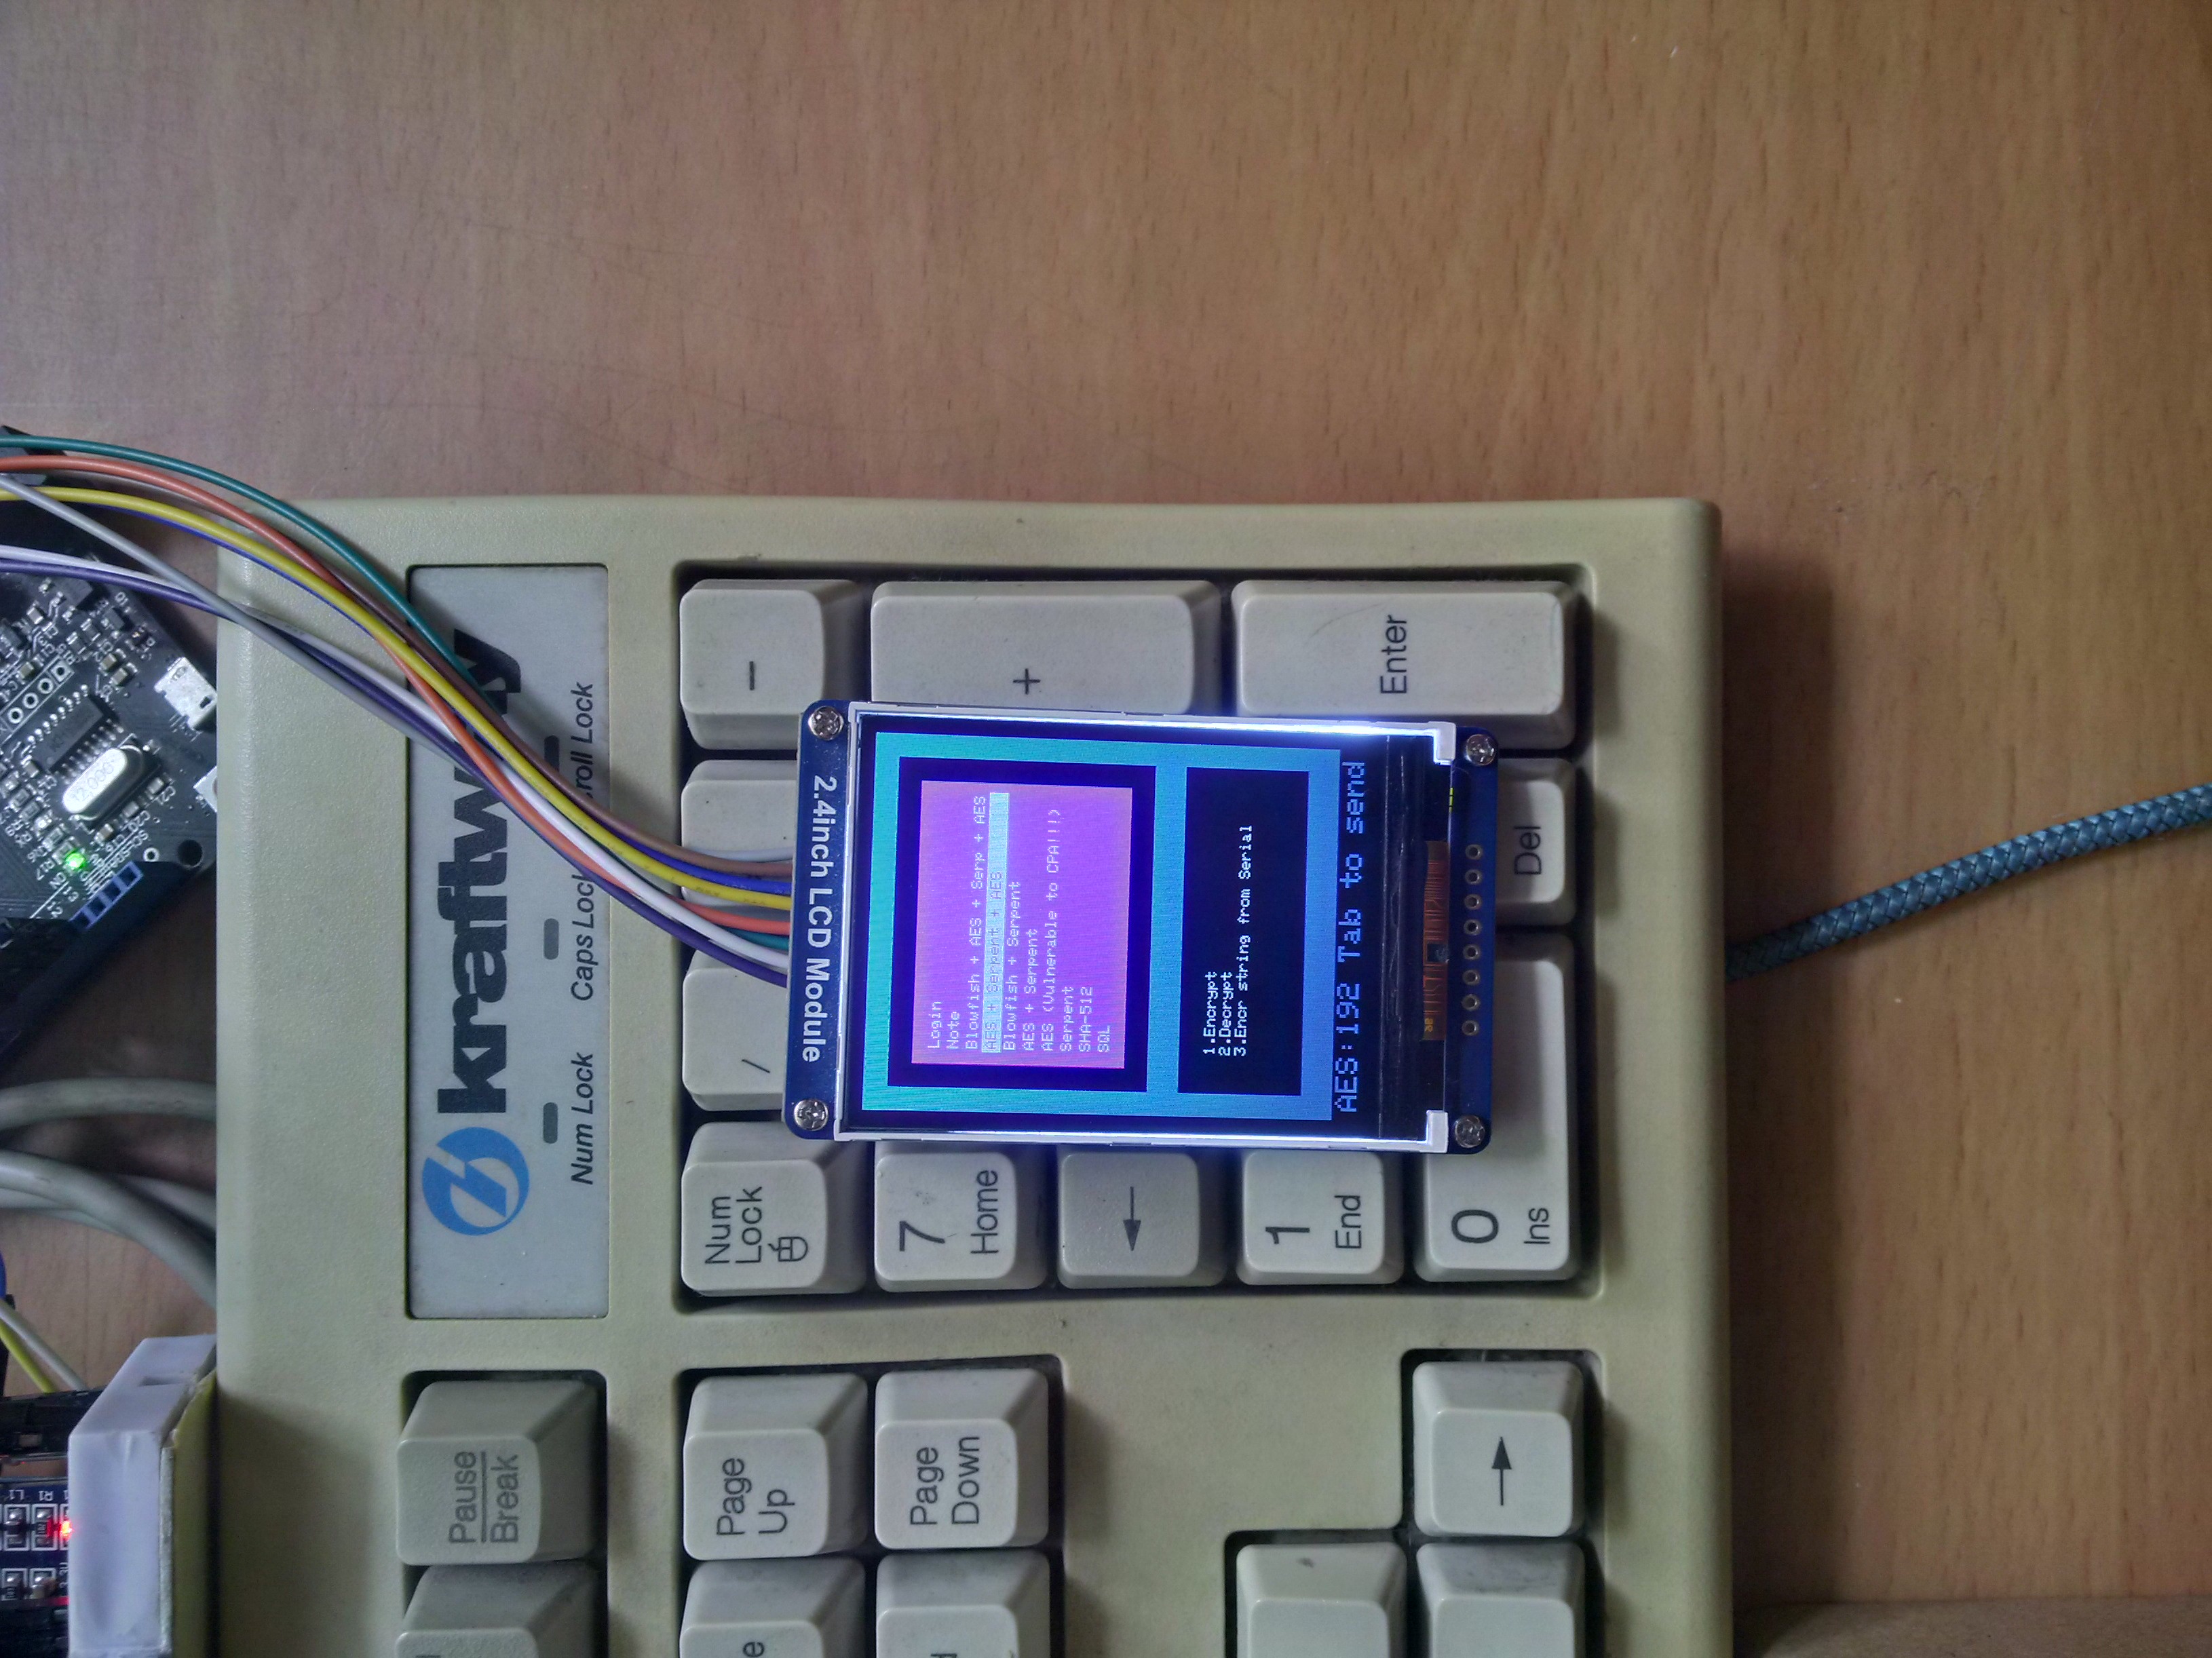 Pause
Break
kraftw y
Num Lock
Caps Loc
roll Lock
Page
Up
Num
Lock
/
−
2.4inch LCD Module
7
Home
Page
Down
Login
Note
Blowfish + AES + Serp + AES
AES + Serpent + AES
Blowfish + Serpent
AES + Serpent
AES (Vulnerable to CPA!!!)
Serpent
SHA-512
SQL
+
1.Encrypt
2.Decrypt
3.Encr string from Serial
1
End
AES:192 Tab to send
Enter
0
Ins
Del